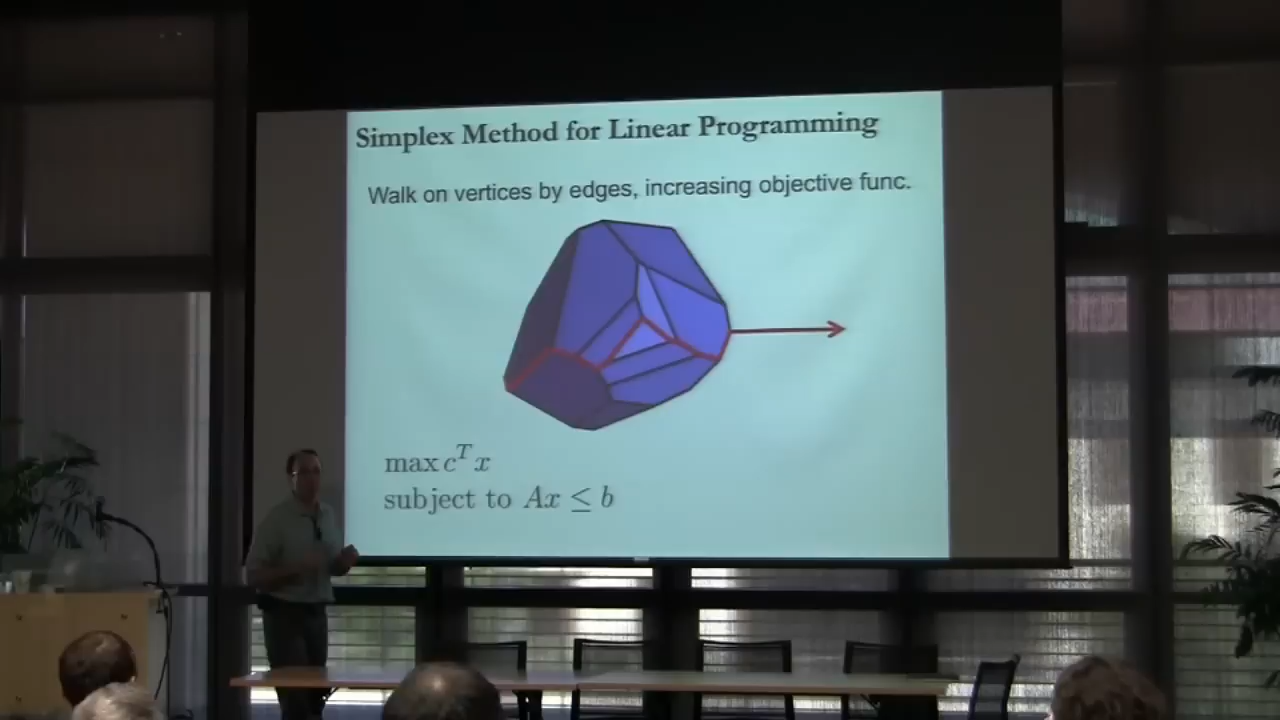 Simplex Method for Linear Programming
Walk on vertices by edges, increasing objective func.
max c^T x
subject to Ax ≤ b